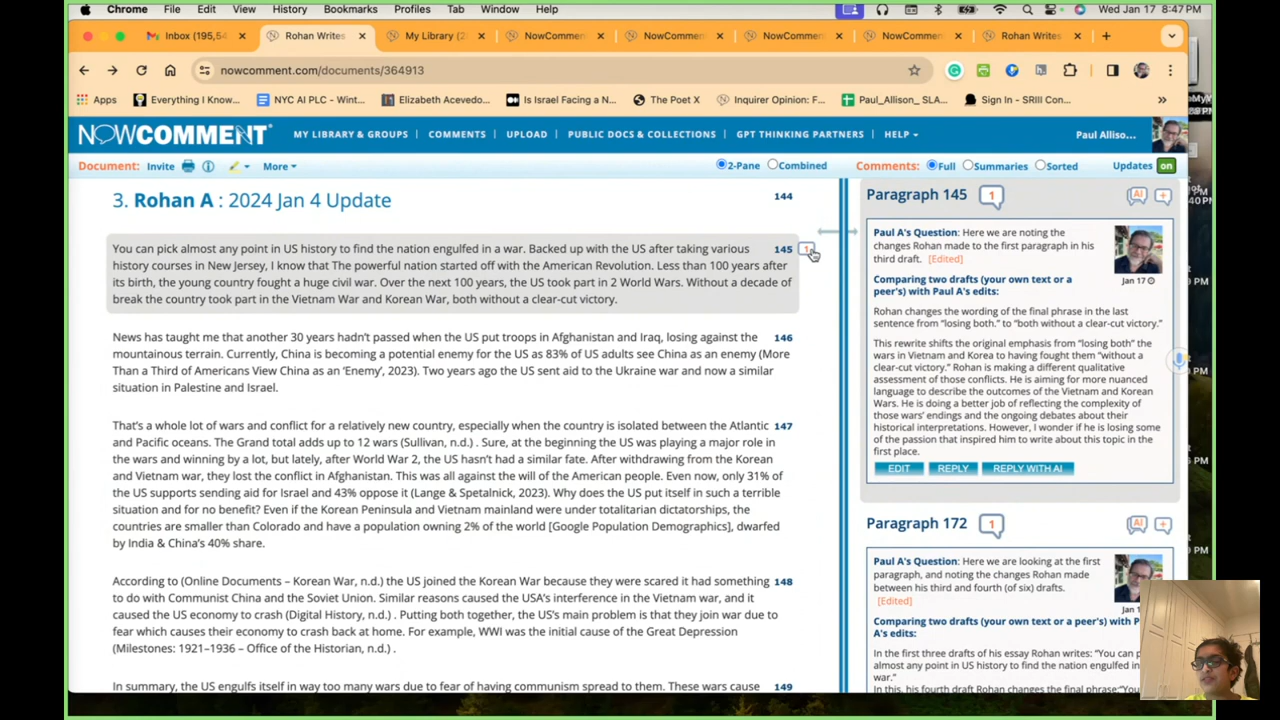 Chrome File Edit View History Bookmarks Profiles Tab Window Help Wed Jan 17 8:47 PM
Inbox (195,54 Rohan Writes My Library (2 NowCommen NowCommen NowCommen NowCommen Rohan Writes
nowcomment.com/documents/364913
Apps Everything I Know... NYC AI PLC - Wint... Elizabeth Acevedo... Is Israel Facing a N... The Poet X Inquirer Opinion: F... Paul_Allison_ SLA... Sign In - SRIII Con...
NOWCOMMENT MY LIBRARY & GROUPS COMMENTS UPLOAD PUBLIC DOCS & COLLECTIONS GPT THINKING PARTNERS HELP Paul Alliso...
Document: Invite More 2-Pane Combined Comments: Full Summaries Sorted Updates on
3. Rohan A : 2024 Jan 4 Update 144
You can pick almost any point in US history to find the nation engulfed in a war. Backed up with the US after taking various 145
history courses in New Jersey, I know that The powerful nation started off with the American Revolution. Less than 100 years after
its birth, the young country fought a huge civil war. Over the next 100 years, the US took part in 2 World Wars. Without a decade of
break the country took part in the Vietnam War and Korean War, both without a clear-cut victory.
News has taught me that another 30 years hadn't passed when the US put troops in Afghanistan and Iraq, losing against the 146
mountainous terrain. Currently, China is becoming a potential enemy for the US as 83% of US adults see China as an enemy (More
Than a Third of Americans View China as an 'Enemy', 2023). Two years ago the US sent aid to the Ukraine war and now a similar
situation in Palestine and Israel.
That's a whole lot of wars and conflict for a relatively new country, especially when the country is isolated between the Atlantic 147
and Pacific oceans. The Grand total adds up to 12 wars (Sullivan, n.d.) . Sure, at the beginning the US was playing a major role in
the wars and winning by a lot, but lately, after World War 2, the US hasn't had a similar fate. After withdrawing from the Korean
and Vietnam war, they lost the conflict in Afghanistan. This was all against the will of the American people. Even now, only 31% of
the US supports sending aid for Israel and 43% oppose it (Lange & Spetalnick, 2023). Why does the US put itself in such a terrible
situation and for no benefit? Even if the Korean Peninsula and Vietnam mainland were under totalitarian dictatorships, the
countries are smaller than Colorado and have a population owning 2% of the world [Google Population Demographics], dwarfed
by India & China's 40% share.
According to (Online Documents – Korean War, n.d.) the US joined the Korean War because they were scared it had something 148
to do with Communist China and the Soviet Union. Similar reasons caused the USA's interference in the Vietnam war, and it
caused the US economy to crash (Digital History, n.d.) . Putting both together, the US's main problem is that they join war due to
fear which causes their economy to crash back at home. For example, WWI was the initial cause of the Great Depression
(Milestones: 1921–1936 – Office of the Historian, n.d.) .
In summary, the US engulfs itself in way too many wars due to fear of having communism spread to them. These wars cause 149
Paragraph 145 1 AI
Paul A's Question: Here we are noting the
changes Rohan made to the first paragraph in his
third draft. [Edited]
Jan 17
Comparing two drafts (your own text or a
peer's) with Paul A's edits:
Rohan changes the wording of the final phrase in the last
sentence from "losing both." to "both without a clear-cut victory."
This rewrite shifts the original emphasis from "losing both" the
wars in Vietnam and Korea to having fought them "without a
clear-cut victory." Rohan is making a different qualitative
assessment of those conflicts. He is aiming for more nuanced
language to describe the outcomes of the Vietnam and Korean
Wars. He is doing a better job of reflecting the complexity of
those wars' endings and the ongoing debates about their
historical interpretations. However, I wonder if he is losing some
of the passion that inspired him to write about this topic in the
first place.
EDIT REPLY REPLY WITH AI
Paragraph 172 1 AI
Paul A's Question: Here we are looking at the first
paragraph, and noting the changes Rohan made
between his third and fourth (of six) drafts.
[Edited]
Comparing two drafts (your own text or a peer's) with P
A's edits:
In the first three drafts of his essay Rohan writes: "You can p
almost any point in US history to find the nation engulfed in
war."
In this, his fourth draft Rohan changes the final phrase:"You